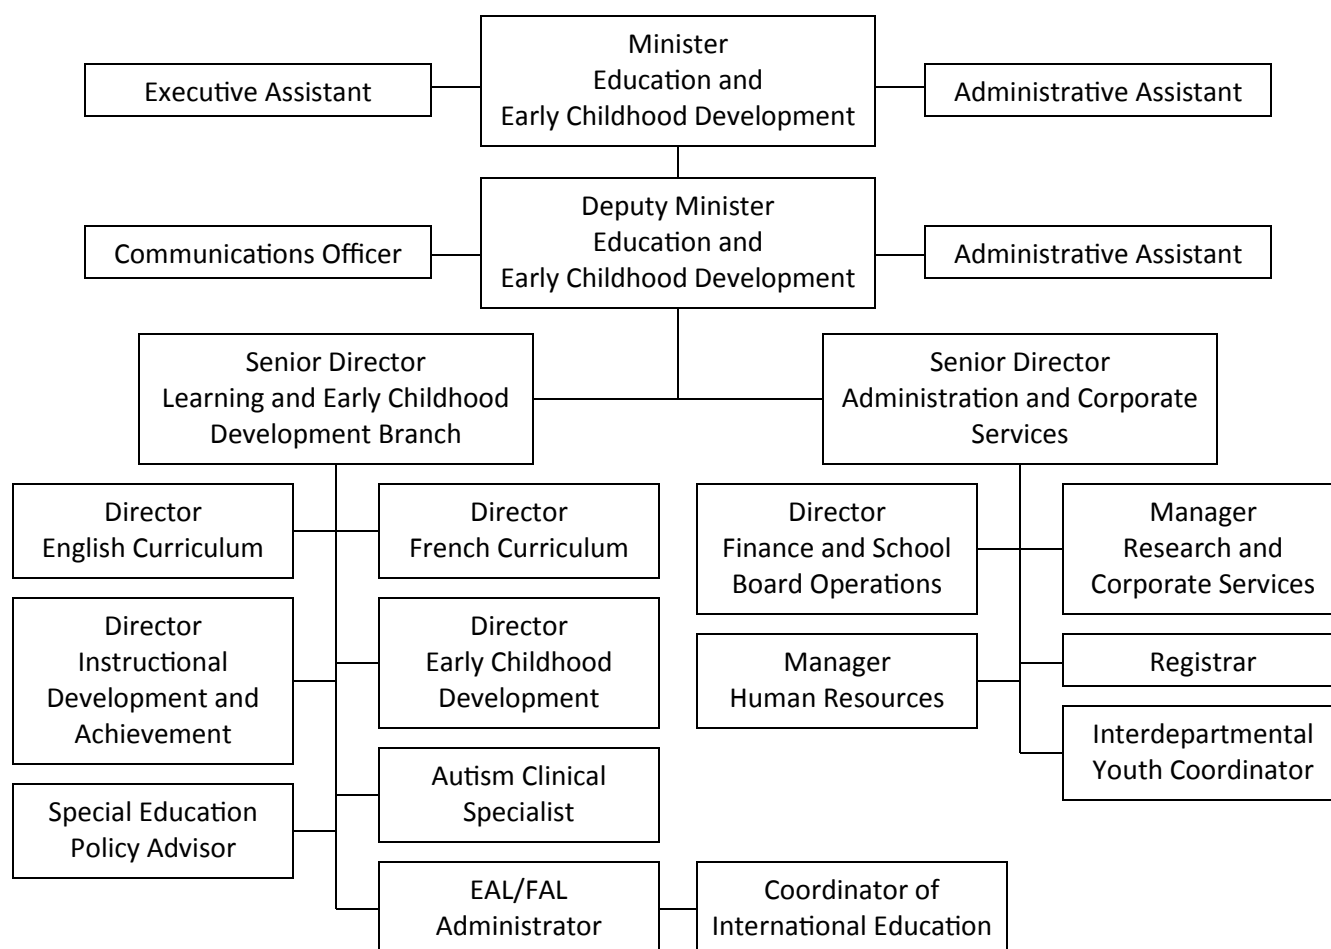 Minister
Education and
Early Childhood Development
Executive Assistant
Administrative Assistant
Deputy Minister
Education and
Early Childhood Development
Communications Officer
Administrative Assistant
Senior Director
Learning and Early Childhood
Development Branch
Senior Director
Administration and Corporate
Services
Director
English Curriculum
Director
French Curriculum
Director
Finance and School
Board Operations
Manager
Research and
Corporate Services
Director
Instructional
Development and
Achievement
Director
Early Childhood
Development
Manager
Human Resources
Registrar
Interdepartmental
Youth Coordinator
Autism Clinical
Specialist
Special Education
Policy Advisor
EAL/FAL
Administrator
Coordinator of
International Education